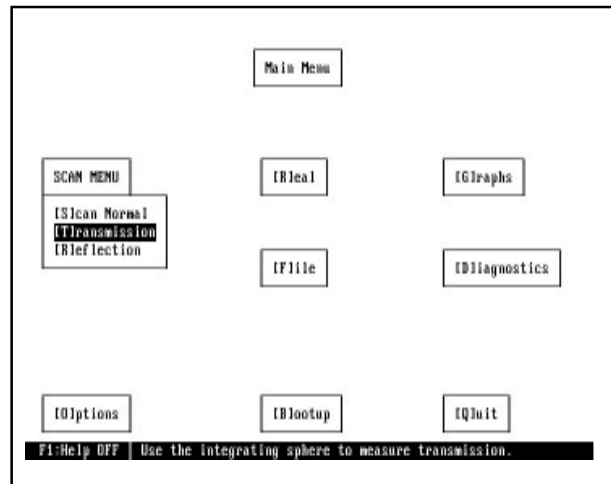 Main Menu
SCAN MENU
[R]eal
[G]raphs
[S]can Normal
[T]ransmission
[R]eflection
[F]ile
[D]iagnostics
[O]ptions
[B]ootup
[Q]uit
F1:Help OFF | Use the integrating sphere to measure transmission.